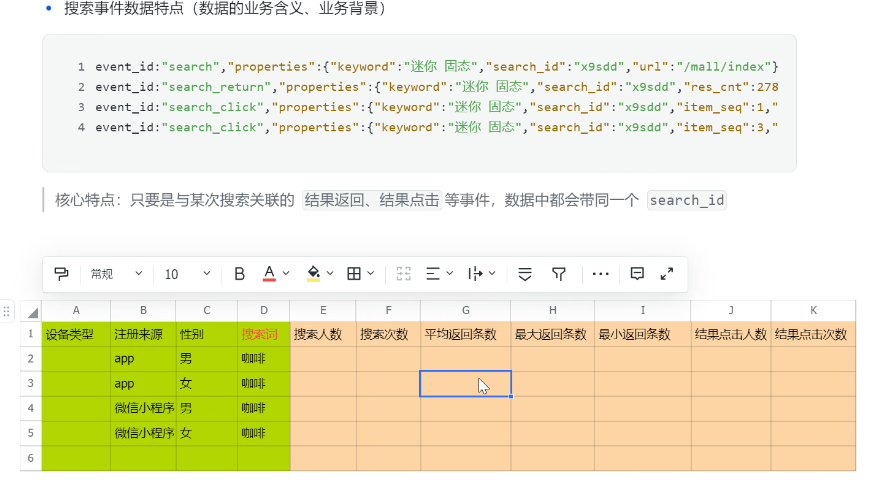 • 搜索事件数据特点（数据的业务含义、业务背景）
1 event_id:"search","properties":{"keyword":"迷你 固态","search_id":"x9sdd","url":"/mall/index"}
2 event_id:"search_return","properties":{"keyword":"迷你 固态","search_id":"x9sdd","res_cnt":278
3 event_id:"search_click","properties":{"keyword":"迷你 固态","search_id":"x9sdd","item_seq":1,"
4 event_id:"search_click","properties":{"keyword":"迷你 固态","search_id":"x9sdd","item_seq":3,"
核心特点：只要是与某次搜索关联的 结果返回、结果点击 等事件，数据中都会带同一个 search_id
常规 10 B A
A B C D E F G H I J K
1 设备类型 注册来源 性别 搜索词 搜索人数 搜索次数 平均返回条数 最大返回条数 最小返回条数 结果点击人数 结果点击次数
2 app 男 咖啡
3 app 女 咖啡
4 微信小程序 男 咖啡
5 微信小程序 女 咖啡
6